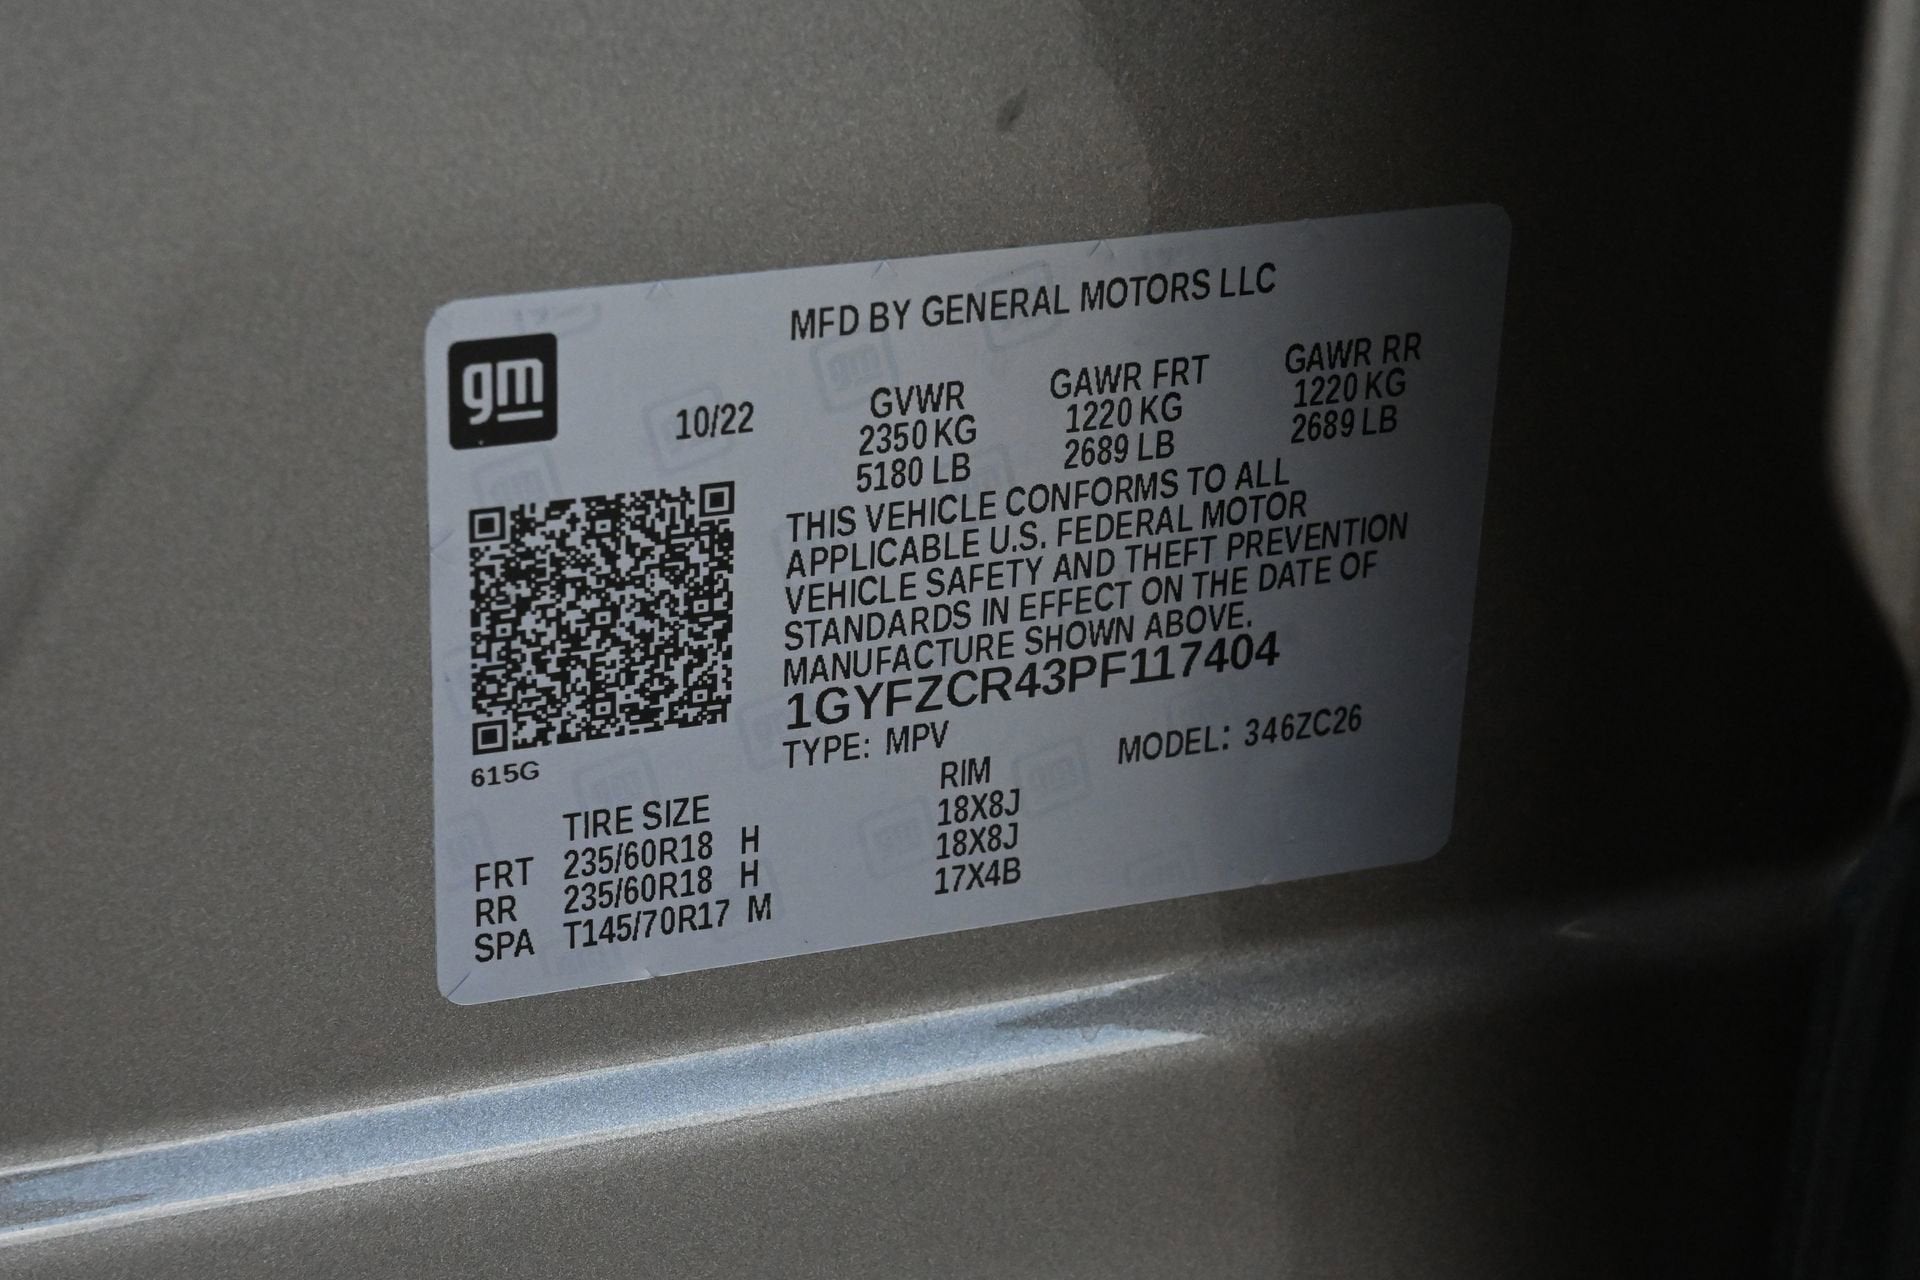 MFD BY GENERAL MOTORS LLC
gm
10/22
GVWR GAWR FRT GAWR RR
2350 KG 1220 KG 1220 KG
5180 LB 2689 LB 2689 LB
THIS VEHICLE CONFORMS TO ALL
APPLICABLE U.S. FEDERAL MOTOR
VEHICLE SAFETY AND THEFT PREVENTION
STANDARDS IN EFFECT ON THE DATE OF
MANUFACTURE SHOWN ABOVE.
1GYFZCR43PF117404
TYPE: MPV MODEL: 346ZC26
615G
TIRE SIZE RIM
FRT 235/60R18 H 18X8J
RR 235/60R18 H 18X8J
SPA T145/70R17 M 17X4B